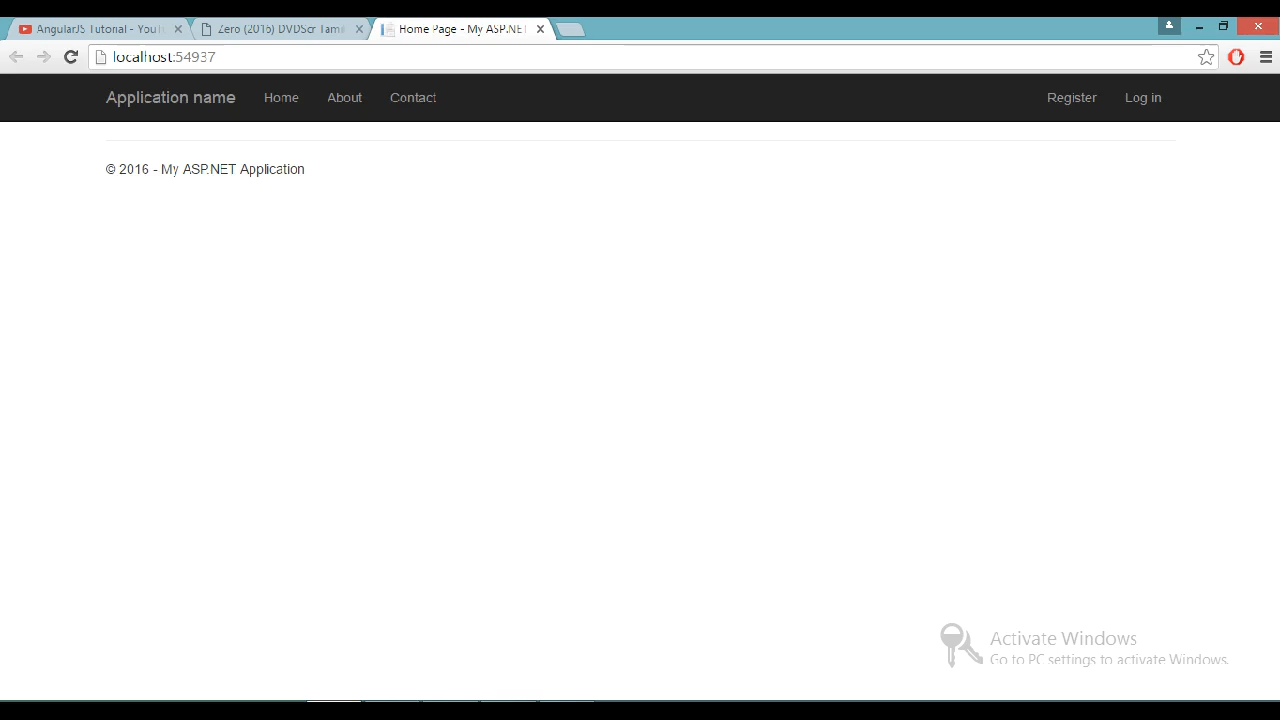 AngularJS Tutorial - YouT
Zero (2016) DVDScr Tami
Home Page - My ASP.NET
localhost:54937
Application name Home About Contact Register Log in
© 2016 - My ASP.NET Application
Activate Windows
Go to PC settings to activate Windows.